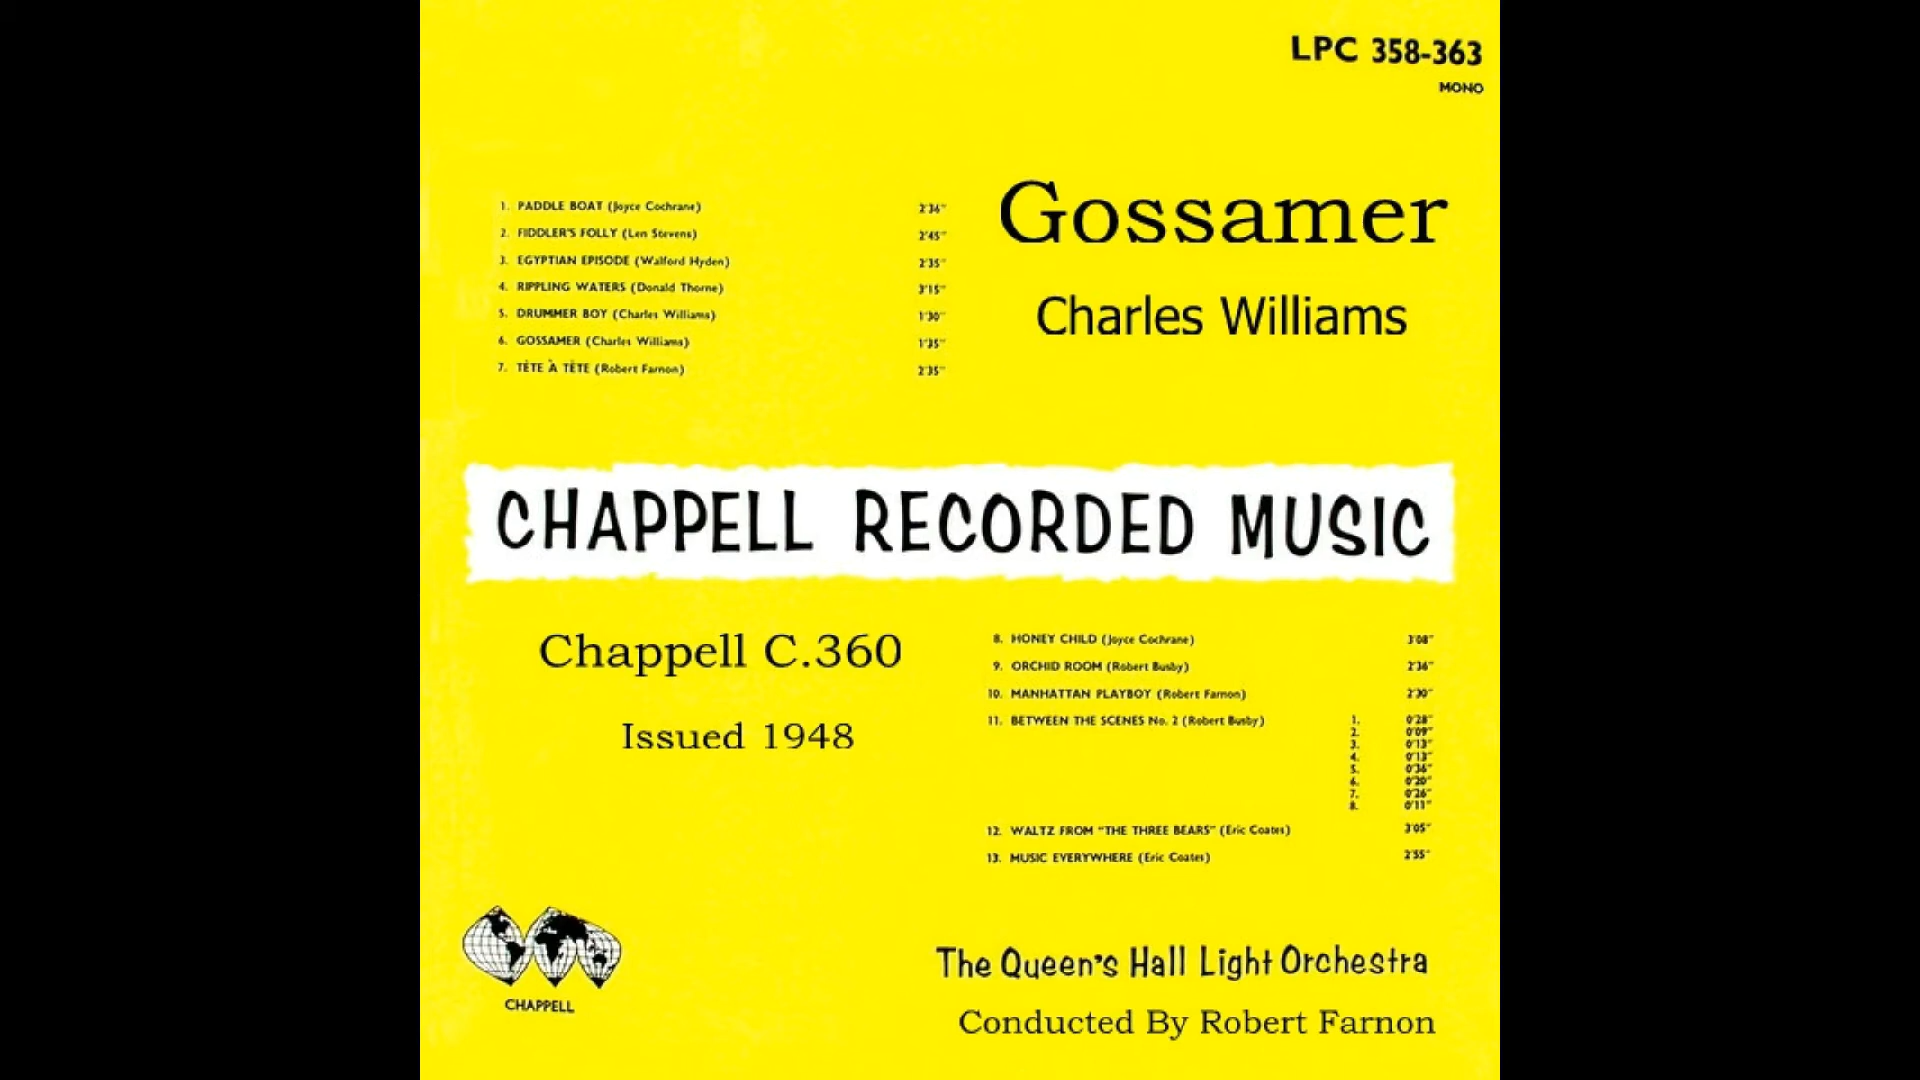 LPC 358-363
MONO
Gossamer
Charles Williams
1. PADDLE BOAT (Joyce Cochrane) 2'36"
2. FIDDLER'S FOLLY (Len Stevens) 2'45"
3. EGYPTIAN EPISODE (Walford Hyden) 2'35"
4. RIPPLING WATERS (Donald Thorne) 3'15"
5. DRUMMER BOY (Charles Williams) 1'30"
6. GOSSAMER (Charles Williams) 1'35"
7. TÊTE À TÊTE (Robert Farnon) 2'35"
CHAPPELL RECORDED MUSIC
Chappell C.360
Issued 1948
8. HONEY CHILD (Joyce Cochrane) 3'08"
9. ORCHID ROOM (Robert Busby) 2'36"
10. MANHATTAN PLAYBOY (Robert Farnon) 2'30"
11. BETWEEN THE SCENES No. 2 (Robert Busby) 1. 0'28"
2. 0'09"
3. 0'13"
4. 0'13"
5. 0'36"
6. 0'20"
7. 0'26"
8. 0'11"
12. WALTZ FROM "THE THREE BEARS" (Eric Coates) 3'05"
13. MUSIC EVERYWHERE (Eric Coates) 2'55"
CHAPPELL
The Queen's Hall Light Orchestra
Conducted By Robert Farnon